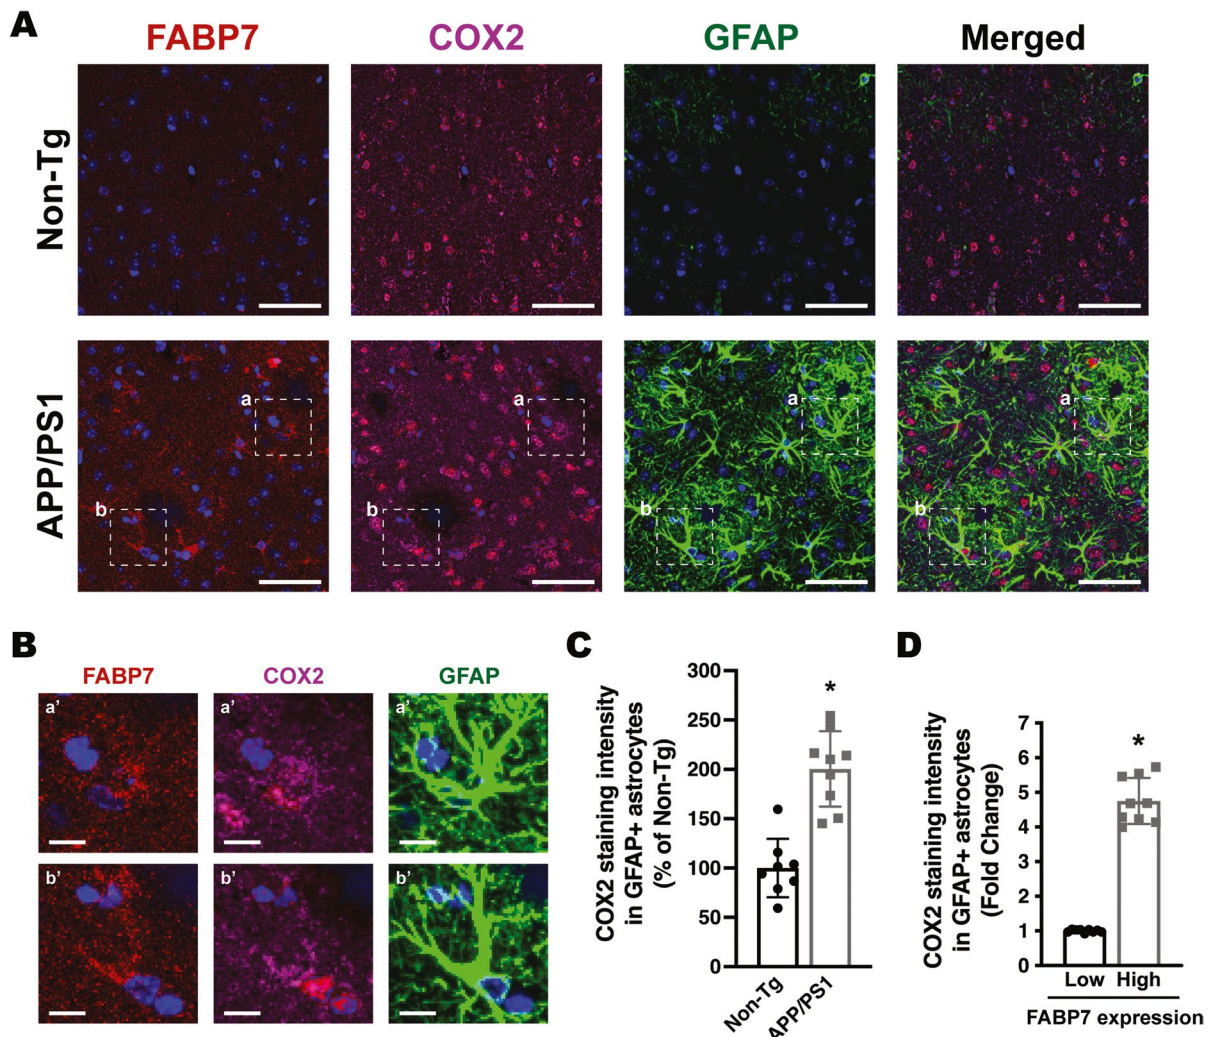 A
FABP7 COX2 GFAP Merged
Non-Tg
APP/PS1
a a a a
b b b b
B
FABP7 COX2 GFAP
a’ a’ a’
b’ b’ b’
C
COX2 staining intensity
in GFAP+ astrocytes
(% of Non-Tg)
300
250
200
150
100
50
0
*
Non-Tg APP/PS1
D
COX2 staining intensity
in GFAP+ astrocytes
(Fold Change)
7
6
5
4
3
2
1
0
*
Low High
FABP7 expression